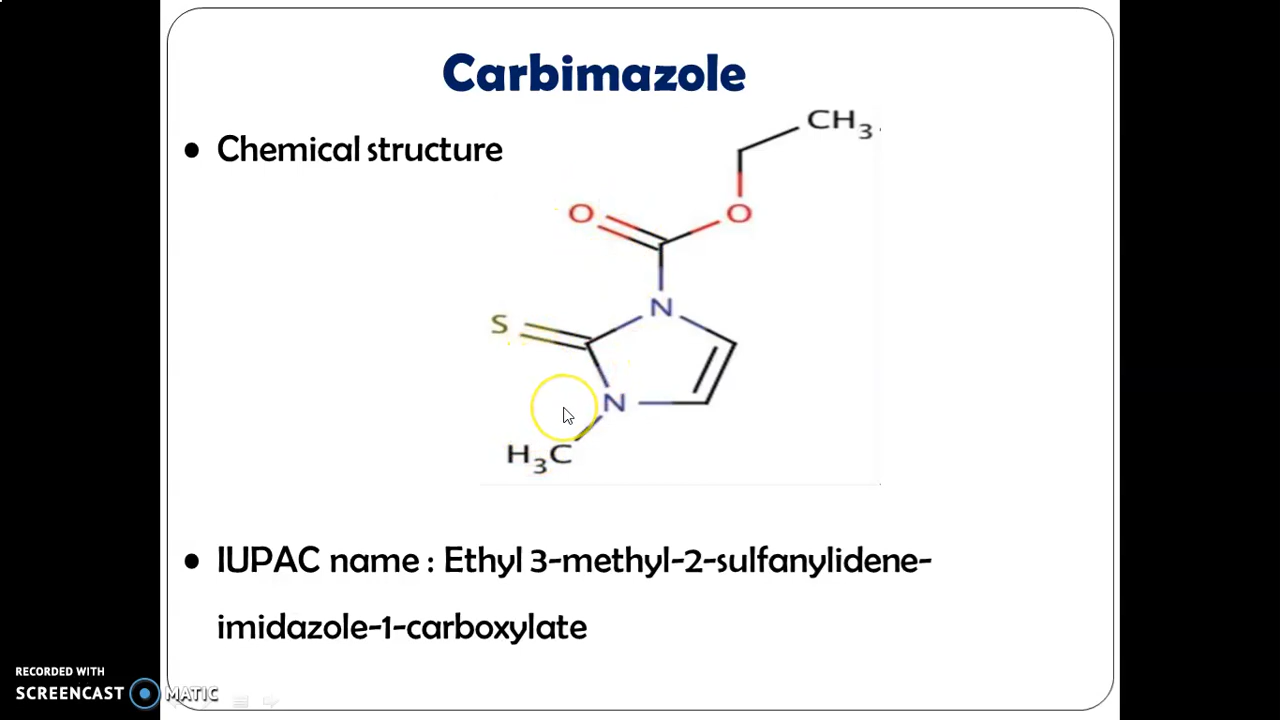 Carbimazole
• Chemical structure
CH3
O
O
N
S
N
H3C
• IUPAC name : Ethyl 3-methyl-2-sulfanylidene-
imidazole-1-carboxylate
RECORDED WITH
SCREENCAST MATIC